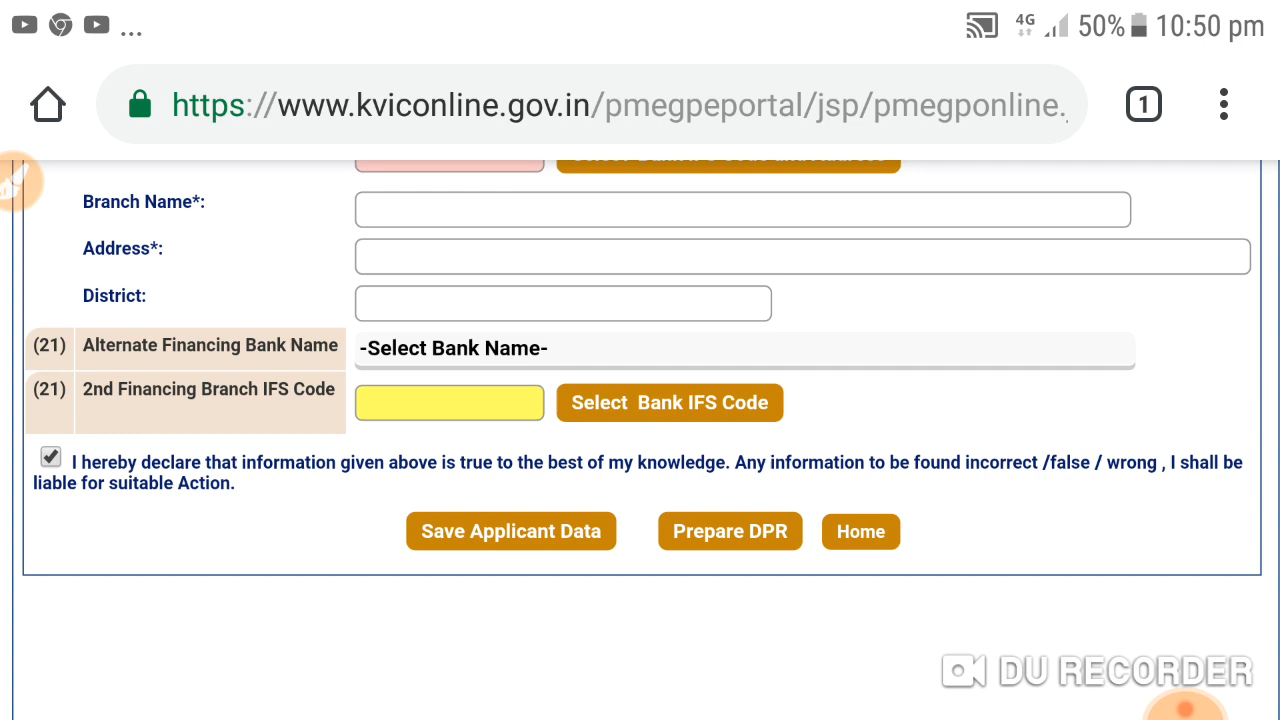 ... 4G 50% 10:50 pm
https://www.kviconline.gov.in/pmegpeportal/jsp/pmegponline. 1
Branch Name*:
Address*:
District:
(21) Alternate Financing Bank Name -Select Bank Name-
(21) 2nd Financing Branch IFS Code Select Bank IFS Code
I hereby declare that information given above is true to the best of my knowledge. Any information to be found incorrect /false / wrong , I shall be
liable for suitable Action.
Save Applicant Data Prepare DPR Home
DU RECORDER